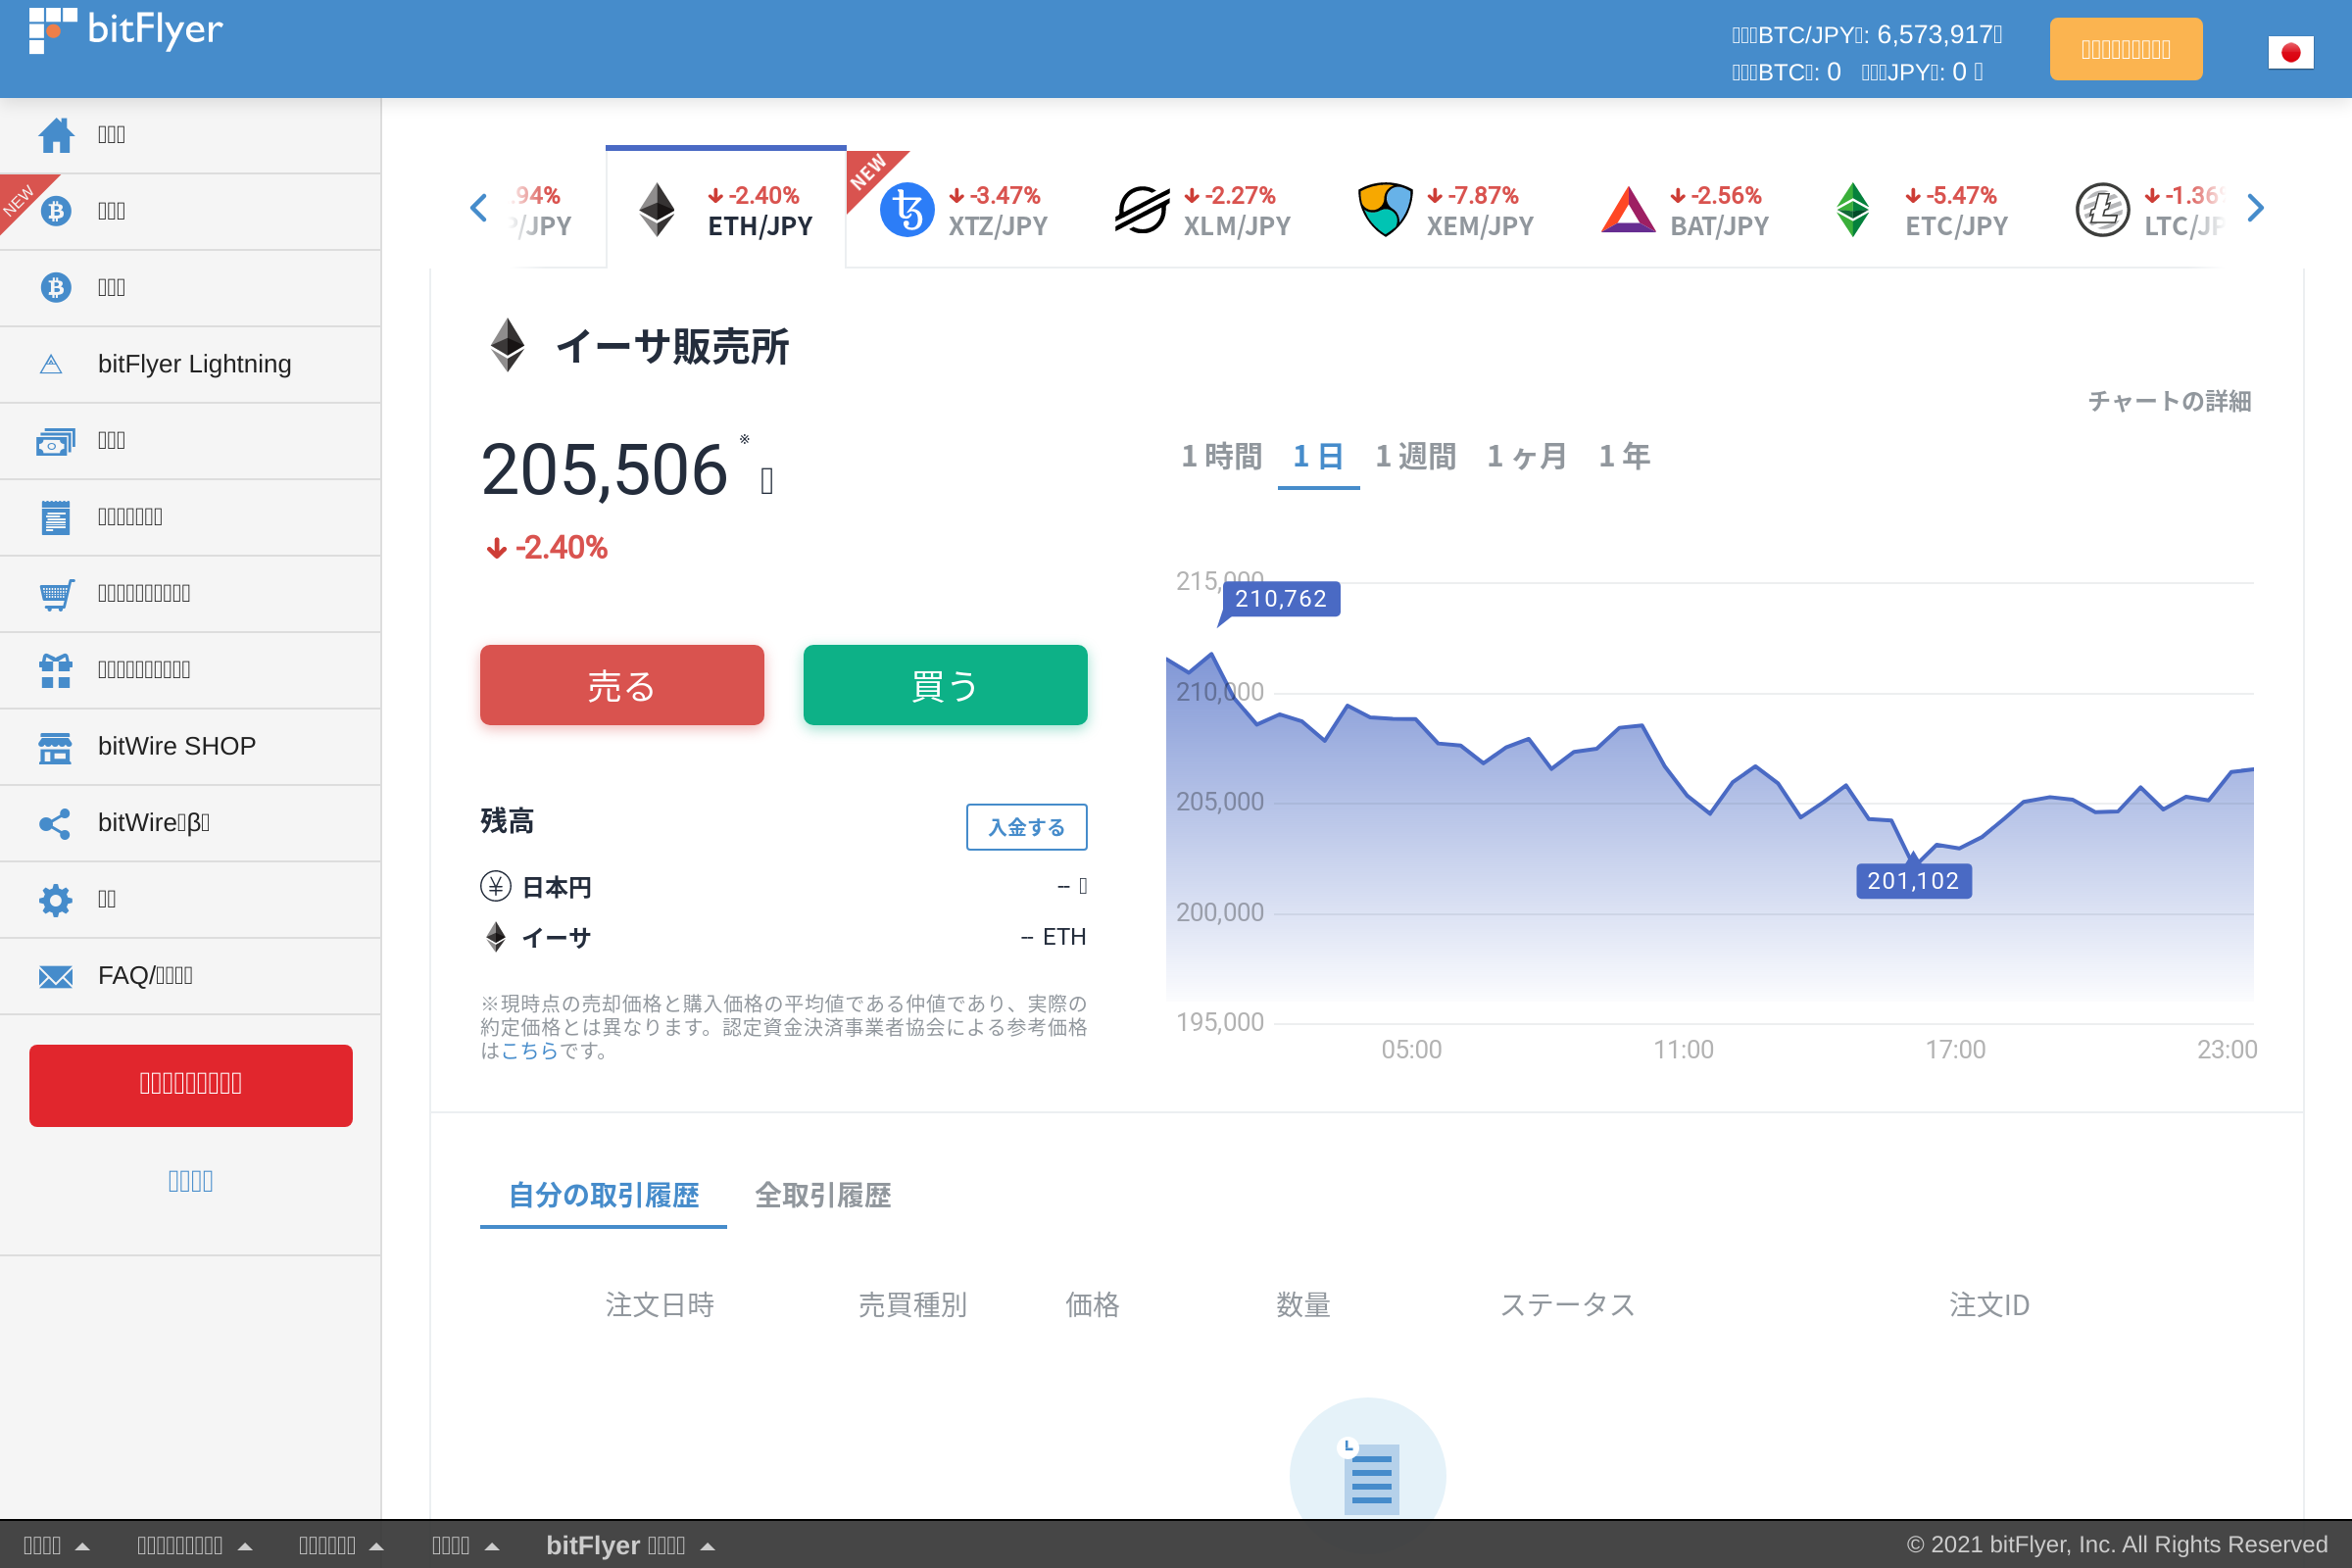 bitFlyer
BTC/JPY: 6,573,917
BTC: 0 JPY: 0
NEW
bitFlyer Lightning
bitWire SHOP
bitWire β
FAQ/
.94%
/JPY
-2.40%
ETH/JPY
NEW
-3.47%
XTZ/JPY
-2.27%
XLM/JPY
-7.87%
XEM/JPY
-2.56%
BAT/JPY
-5.47%
ETC/JPY
-1.36
LTC/JP
イーサ販売所
チャートの詳細
205,506 ※
-2.40%
1 時間 1 日 1 週間 1 ヶ月 1 年
売る 買う
残高 入金する
日本円 --
イーサ -- ETH
※現時点の売却価格と購入価格の平均値である仲値であり、実際の
約定価格とは異なります。認定資金決済事業者協会による参考価格
はこちらです。
215,000
210,762
210,000
205,000
201,102
200,000
195,000
05:00 11:00 17:00 23:00
自分の取引履歴 全取引履歴
注文日時 売買種別 価格 数量 ステータス 注文ID
bitFlyer
© 2021 bitFlyer, Inc. All Rights Reserved